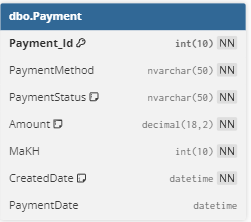 dbo.Payment
Payment_Id int(10) NN
PaymentMethod nvarchar(50) NN
PaymentStatus nvarchar(50) NN
Amount decimal(18,2) NN
MaKH int(10) NN
CreatedDate datetime NN
PaymentDate datetime